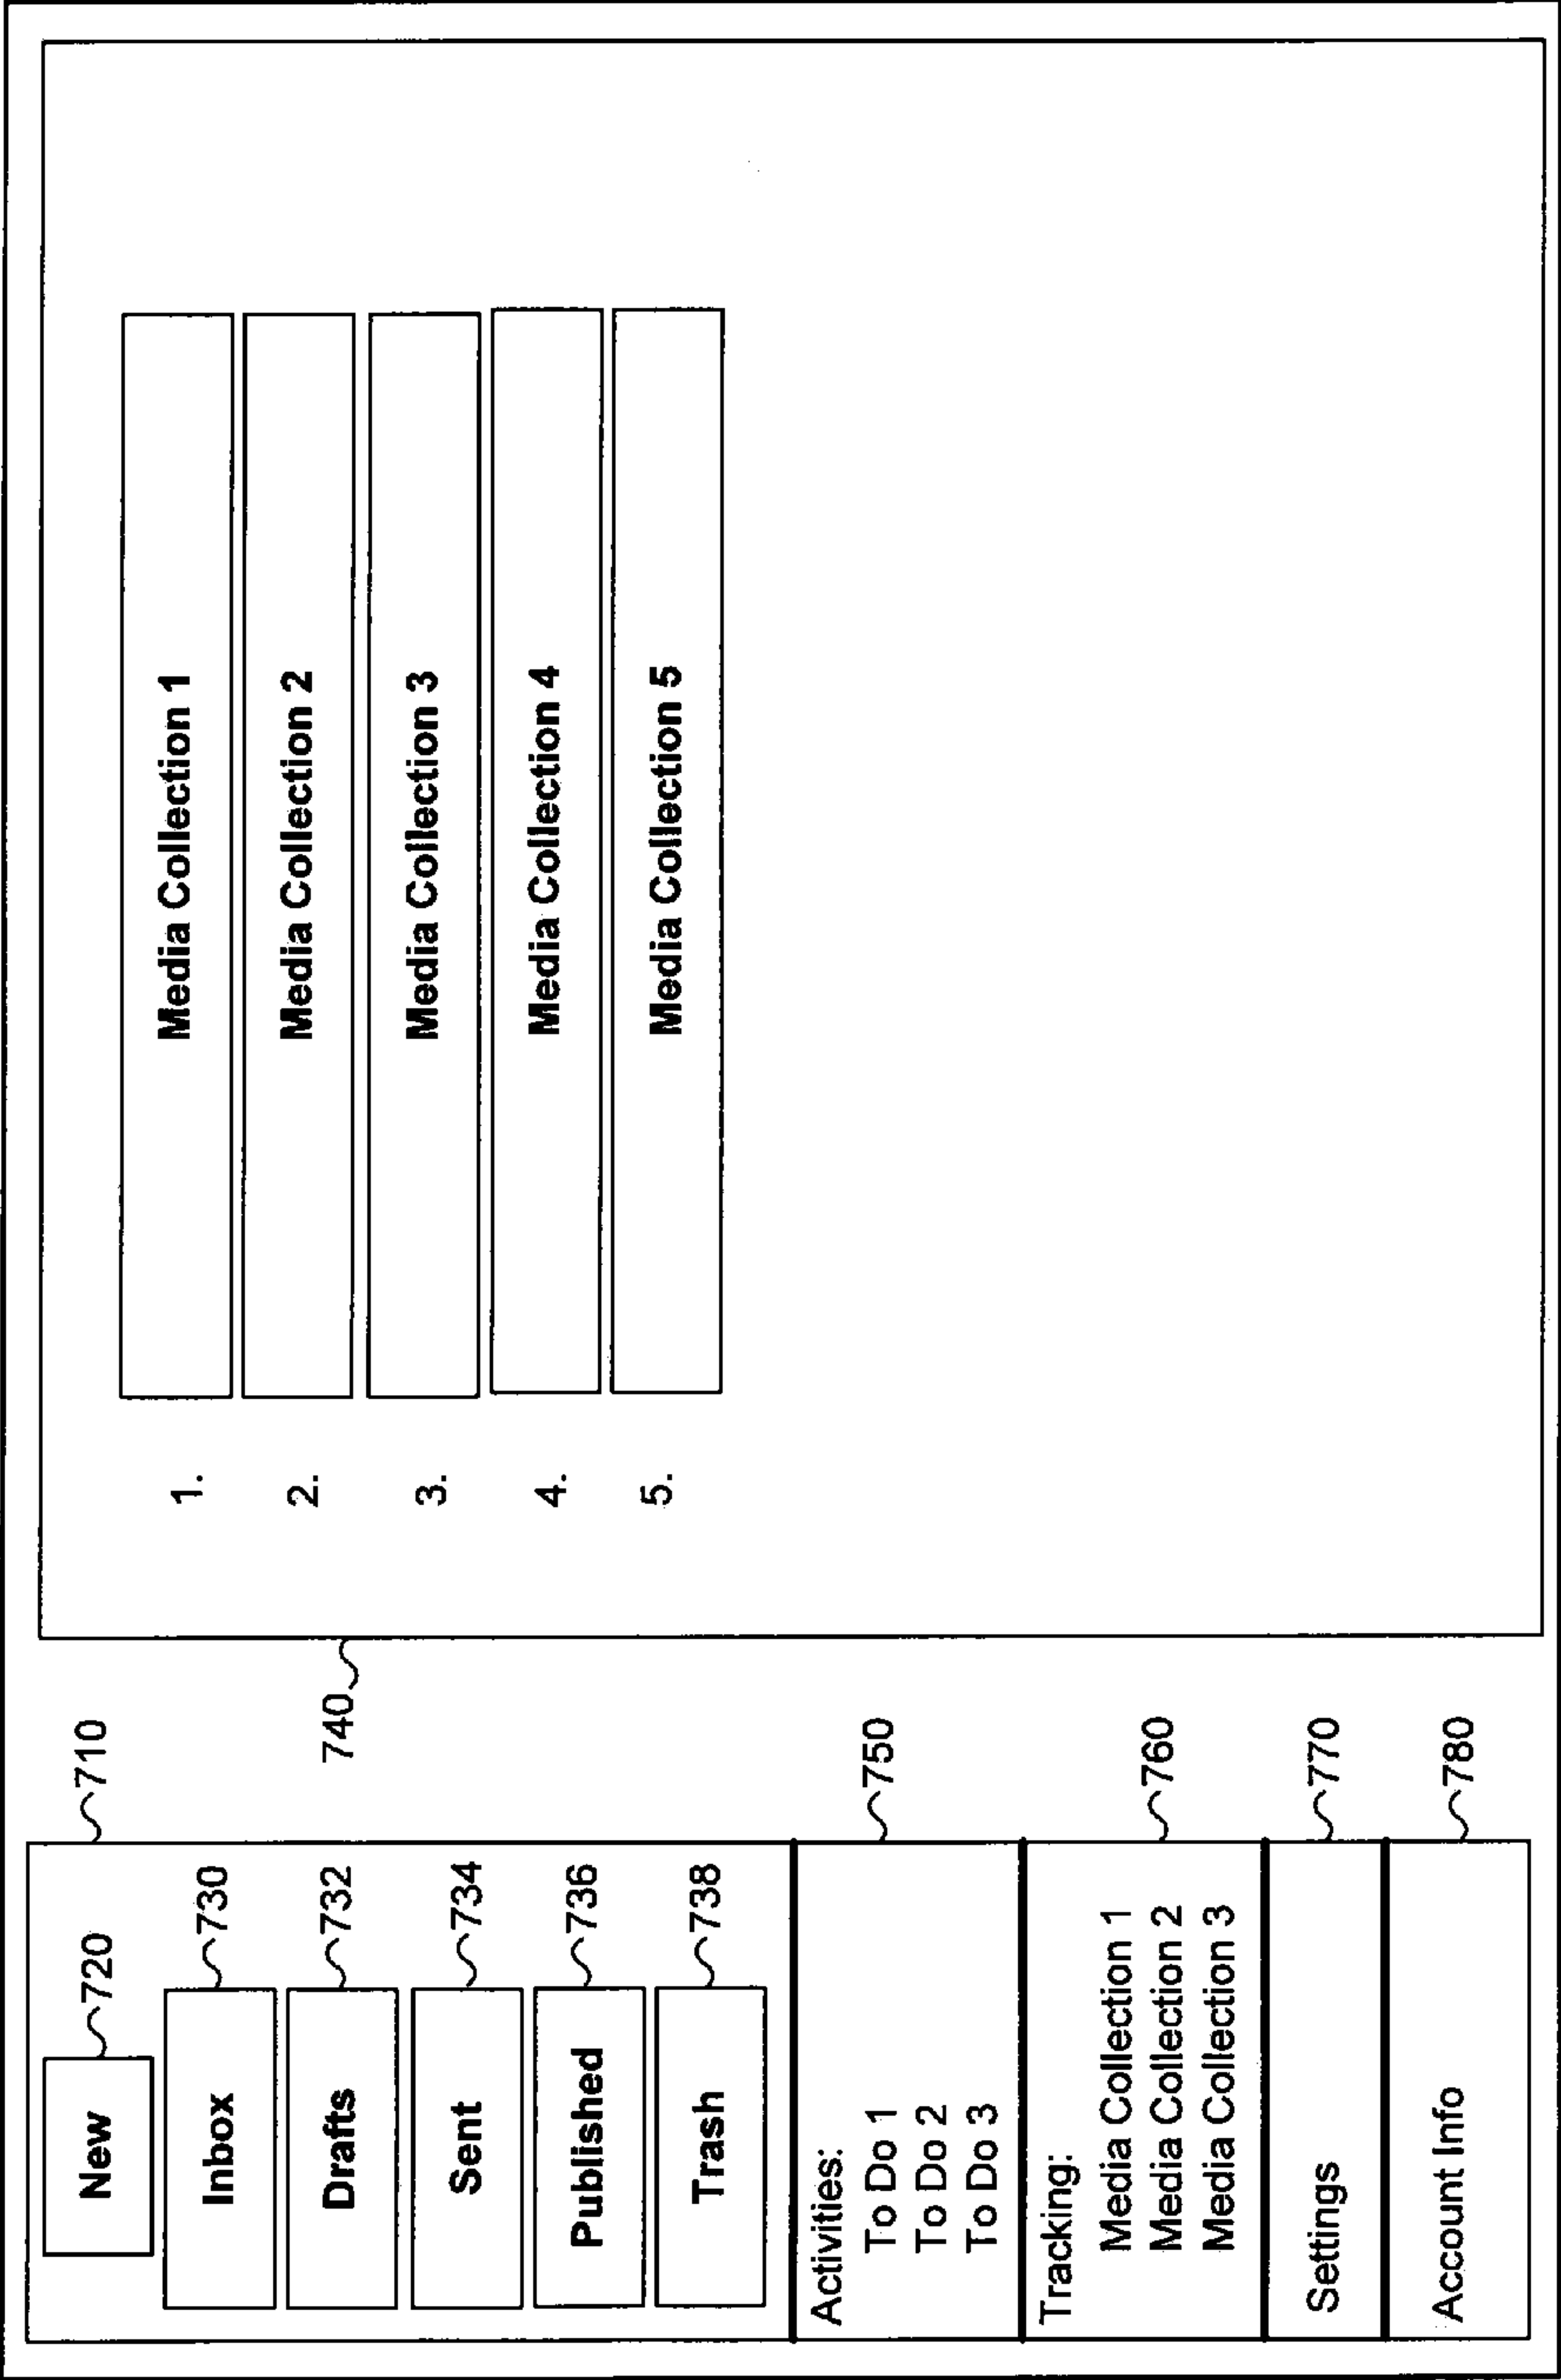 710
New
720
Inbox
730
Drafts
732
Sent
734
Published
736
Trash
738
Activities:
750
To Do 1
To Do 2
To Do 3
Tracking:
760
Media Collection 1
Media Collection 2
Media Collection 3
Settings
770
Account Info
780
740
1. Media Collection 1
2. Media Collection 2
3. Media Collection 3
4. Media Collection 4
5. Media Collection 5